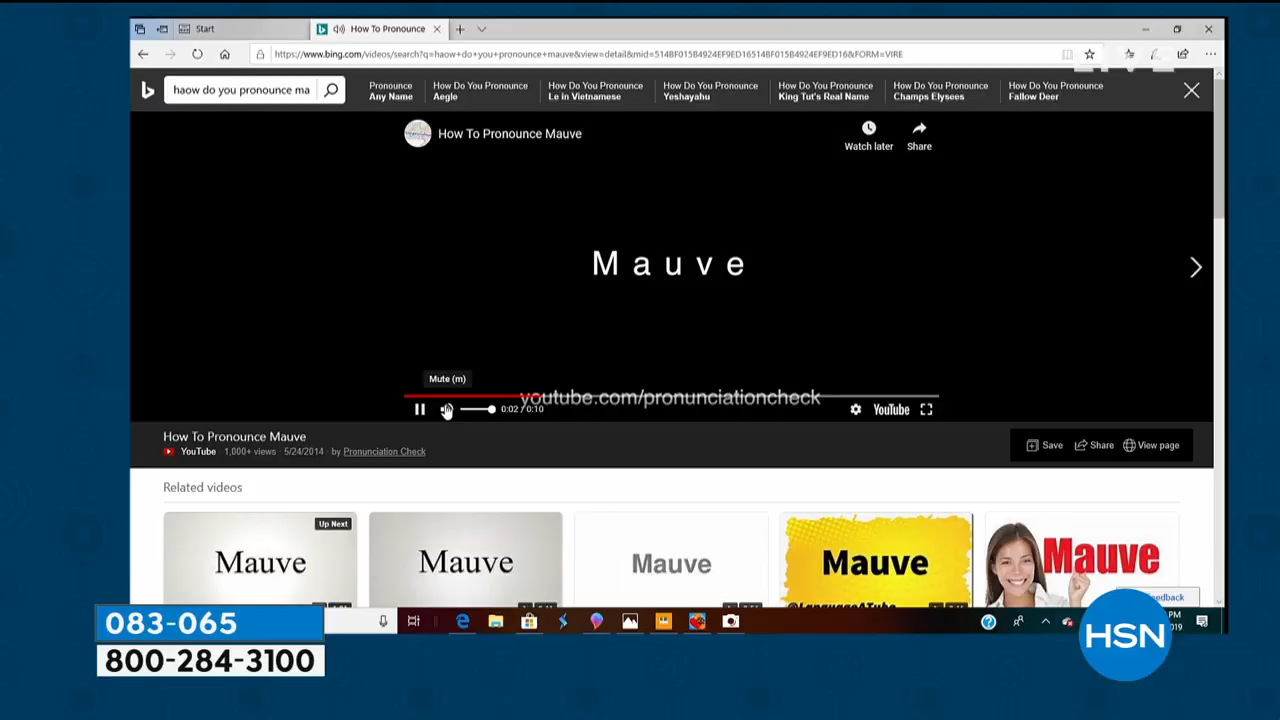 Start
How To Pronounce
https://www.bing.com/videos/search?q=haow+do+you+pronounce+mauve&view=detail&mid=514BF015B4924EF9ED16514BF015B4924EF9ED16&FORM=VIRE
LIVE
haow do you pronounce ma
Pronounce
Any Name
How Do You Pronounce
Aegle
How Do You Pronounce
Le in Vietnamese
How Do You Pronounce
Yeshayahu
How Do You Pronounce
King Tut's Real Name
How Do You Pronounce
Champs Elysees
How Do You Pronounce
Fallow Deer
How To Pronounce Mauve
Watch later
Share
Mauve
Mute (m)
youtube.com/pronunciationcheck
0:02 / 0:10
YouTube
How To Pronounce Mauve
YouTube · 1,000+ views · 5/24/2014 · by Pronunciation Check
Save
Share
View page
Related videos
Up Next
Mauve
Mauve
Mauve
Mauve
Mauve
Feedback
083-065
800-284-3100
PM
HSN